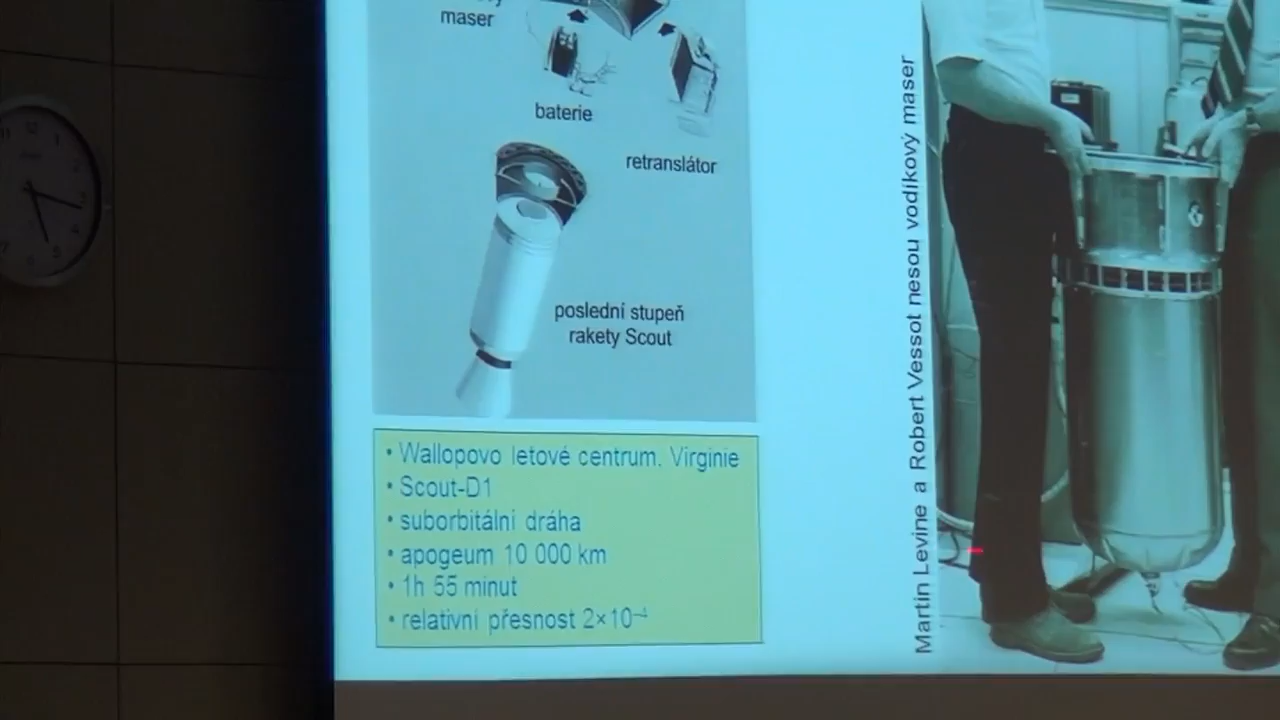 maser
baterie
retranslátor
poslední stupeň
rakety Scout
• Wallopovo letové centrum. Virginie
• Scout-D1
• suborbitální dráha
• apogeum 10 000 km
• 1h 55 minut
• relativní přesnost 2×10⁻⁴
Martin Levine a Robert Vessot nesou vodíkový maser